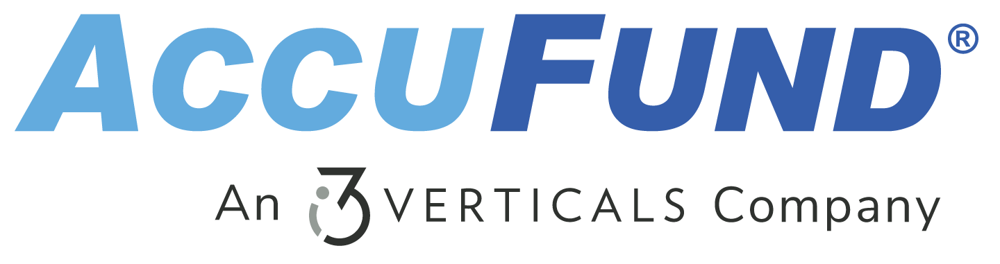 ACCUFUND®
An i3 VERTICALS Company